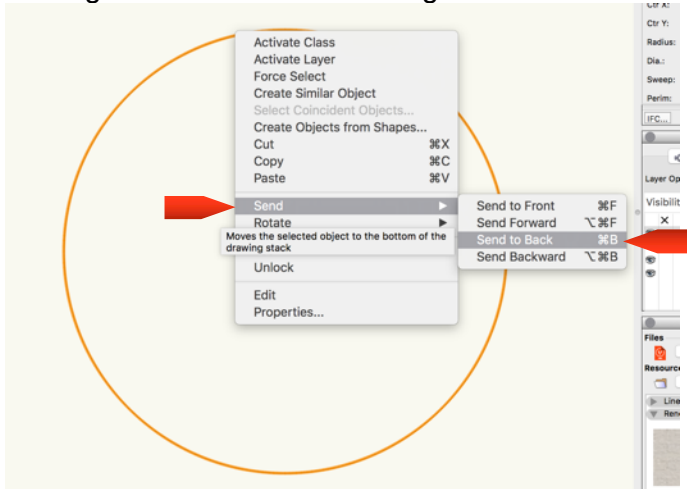 Ctr X:
Ctr Y:
Radius:
Dia.:
Sweep:
Perim:
IFC...
Layer Op
Visibilit
Files
Resource
Line
Ren
Activate Class
Activate Layer
Force Select
Create Similar Object
Select Coincident Objects...
Create Objects from Shapes...
Cut ⌘X
Copy ⌘C
Paste ⌘V
Send ▶
Rotate ▶
Moves the selected object to the bottom of the
drawing stack
Unlock
Edit
Properties...
Send to Front ⌘F
Send Forward ⌥⌘F
Send to Back ⌘B
Send Backward ⌥⌘B